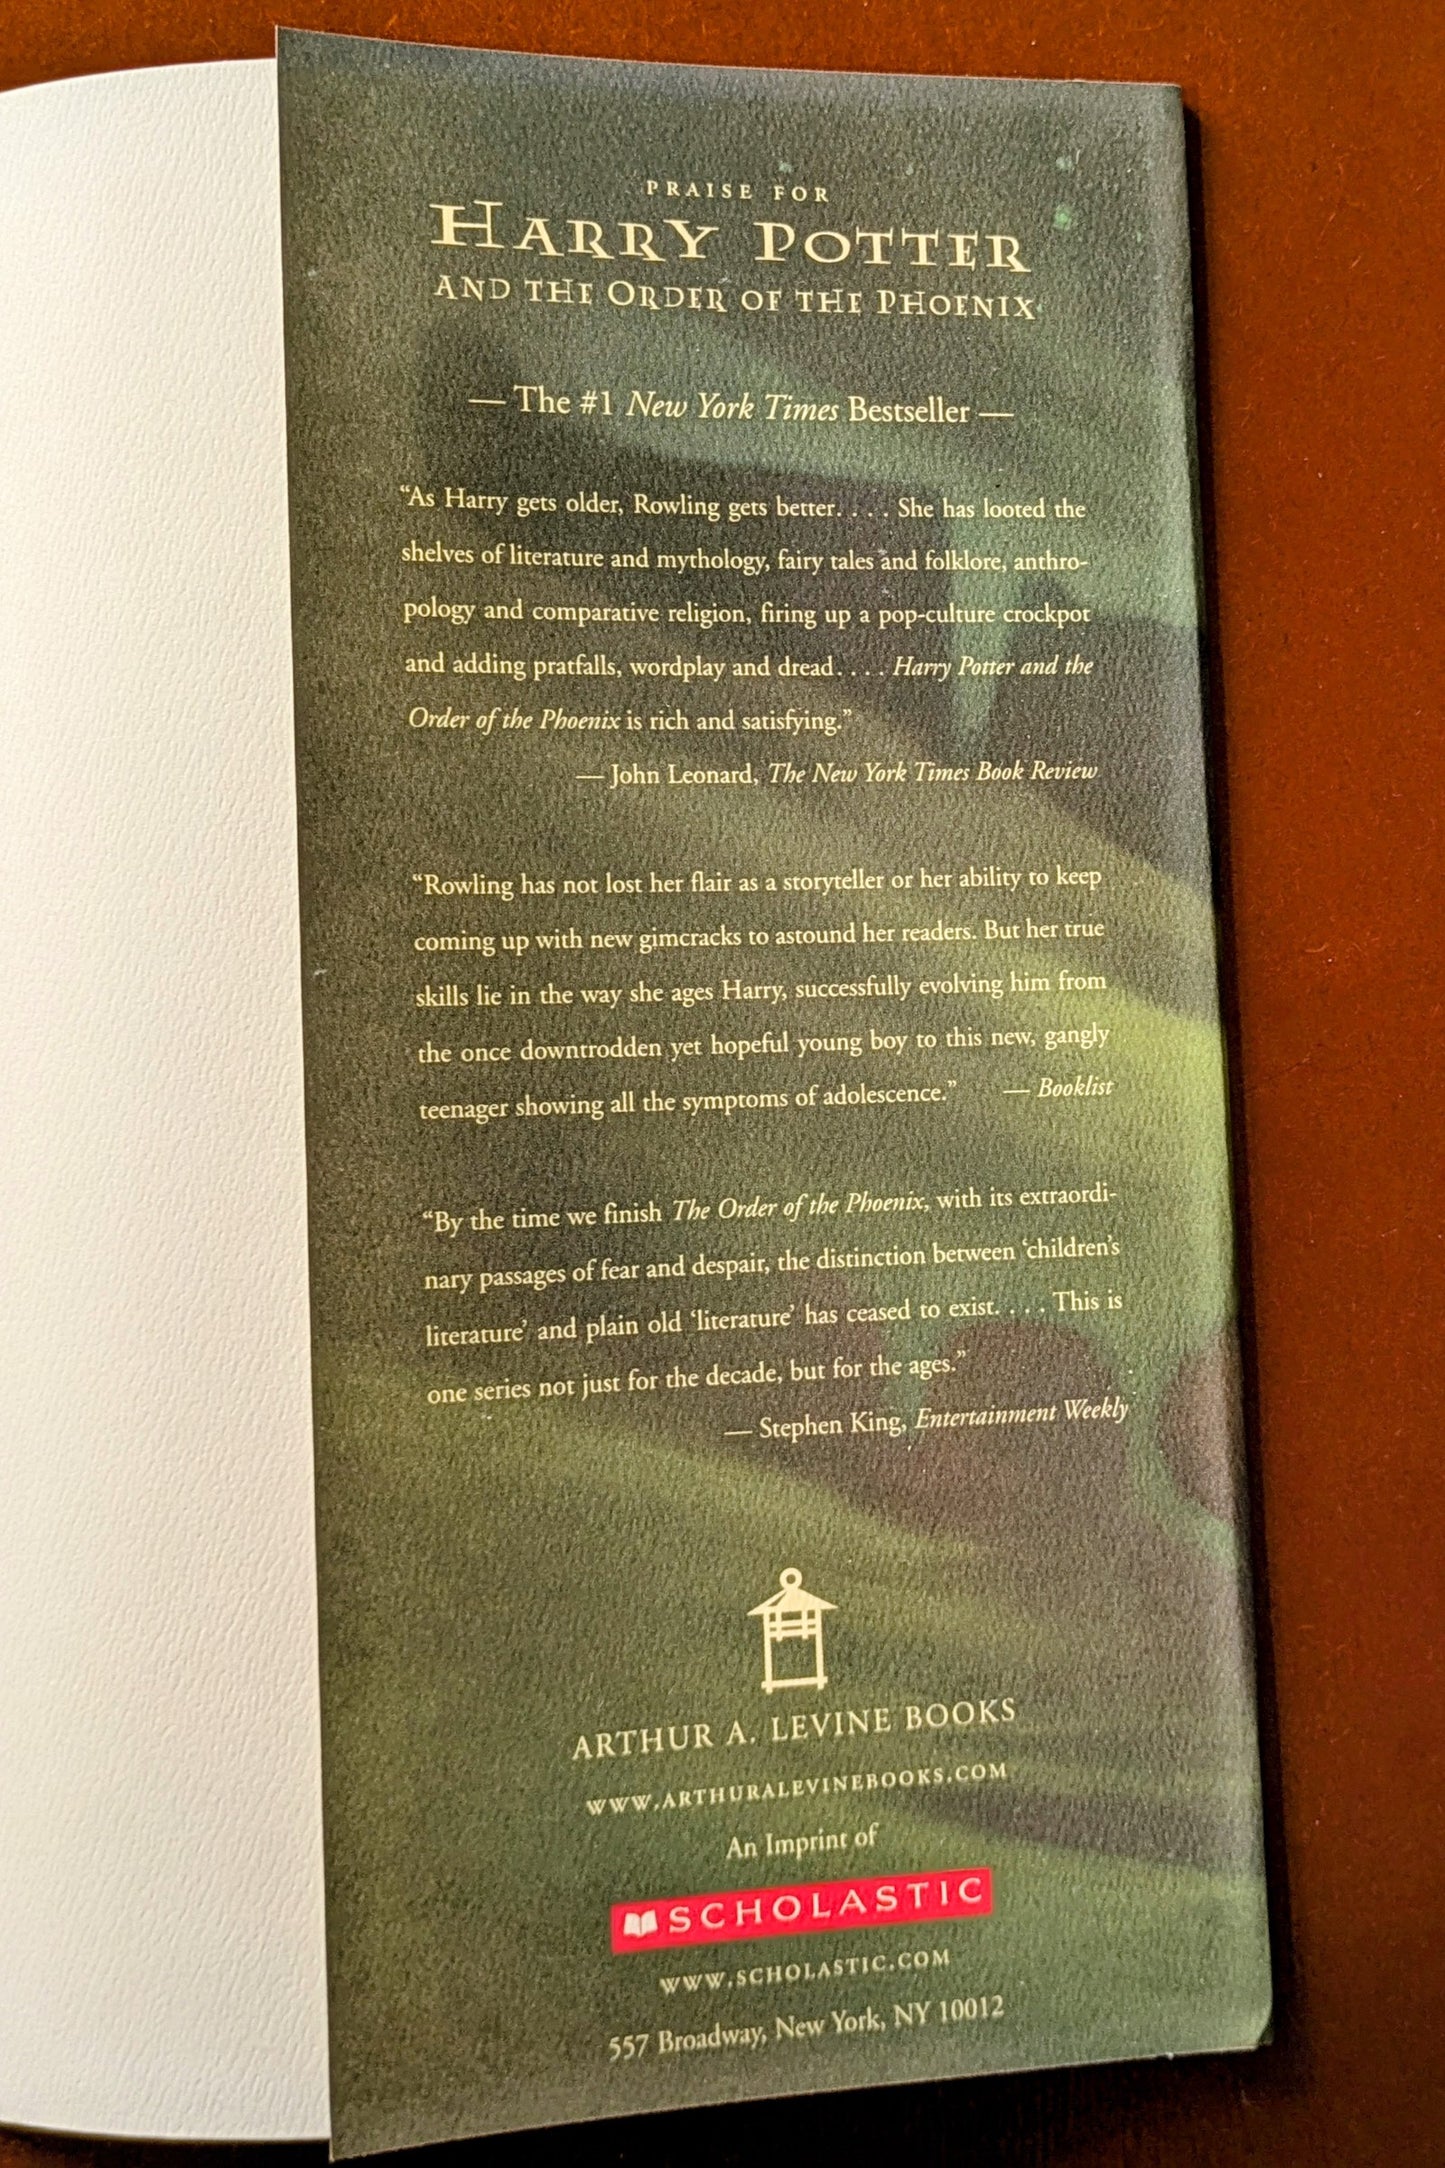 PRAISE FOR
HARRY POTTER
AND THE ORDER OF THE PHOENIX
— The #1 New York Times Bestseller —
“As Harry gets older, Rowling gets better. . . . She has looted the
shelves of literature and mythology, fairy tales and folklore, anthro-
pology and comparative religion, firing up a pop-culture crockpot
and adding pratfalls, wordplay and dread. . . . Harry Potter and the
Order of the Phoenix is rich and satisfying.”
— John Leonard, The New York Times Book Review
“Rowling has not lost her flair as a storyteller or her ability to keep
coming up with new gimcracks to astound her readers. But her true
skills lie in the way she ages Harry, successfully evolving him from
the once downtrodden yet hopeful young boy to this new, gangly
teenager showing all the symptoms of adolescence.” — Booklist
“By the time we finish The Order of the Phoenix, with its extraordi-
nary passages of fear and despair, the distinction between ‘children’s
literature’ and plain old ‘literature’ has ceased to exist. . . . This is
one series not just for the decade, but for the ages.”
— Stephen King, Entertainment Weekly
ARTHUR A. LEVINE BOOKS
WWW.ARTHURALEVINEBOOKS.COM
An Imprint of
SCHOLASTIC
WWW.SCHOLASTIC.COM
557 Broadway, New York, NY 10012